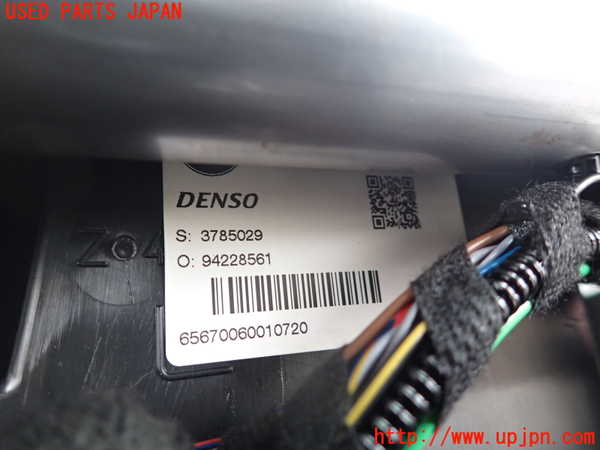 USED PARTS JAPAN
DENSO
S: 3785029
O: 94228561
65670060010720
http://www.upjpn.com/